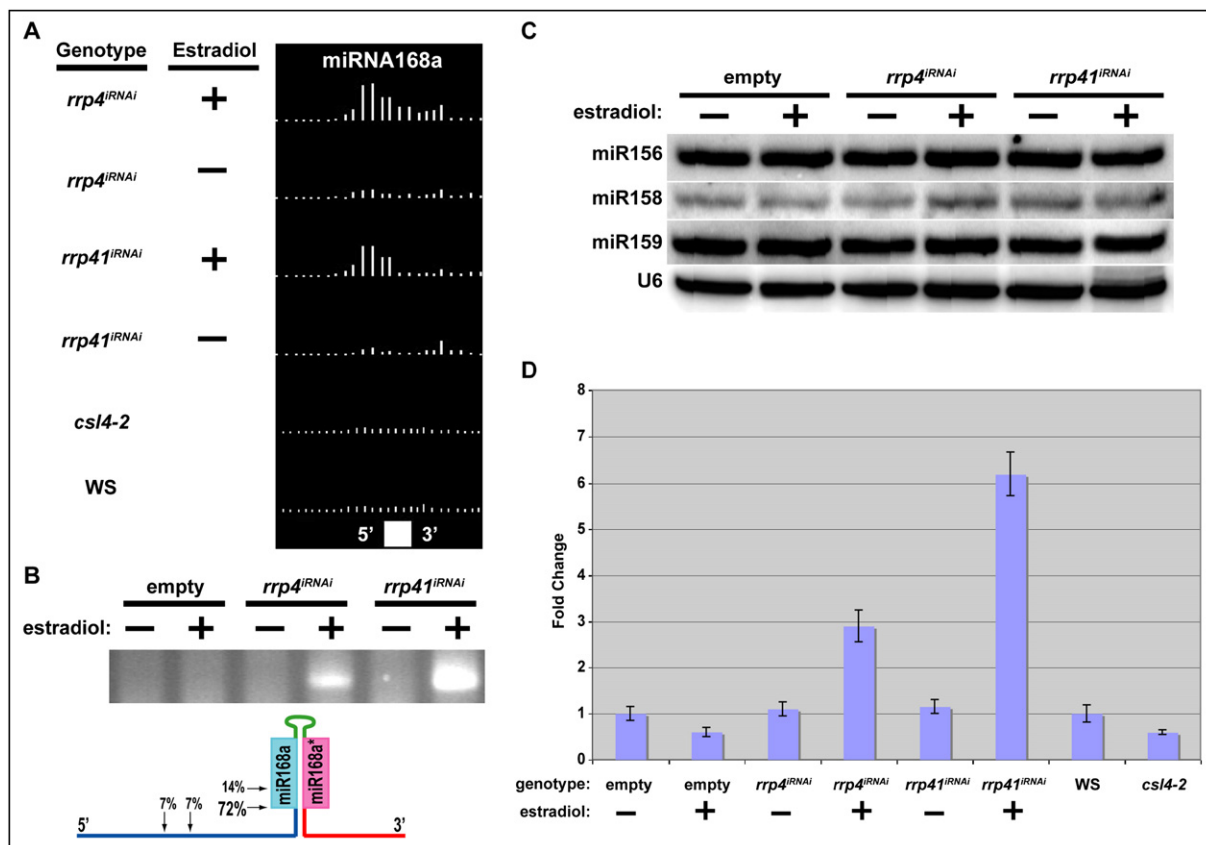 A
Genotype Estradiol miRNA168a
rrp4iRNAi +
rrp4iRNAi –
rrp41iRNAi +
rrp41iRNAi –
csl4-2
WS
5’ 3’
B
empty rrp4iRNAi rrp41iRNAi
estradiol: – + – + – +
miR168a miR168a*
14%
72%
7% 7%
5’ 3’
C
empty rrp4iRNAi rrp41iRNAi
estradiol: – + – + – +
miR156
miR158
miR159
U6
D
Fold Change
8
7
6
5
4
3
2
1
0
genotype: empty empty rrp4iRNAi rrp4iRNAi rrp41iRNAi rrp41iRNAi WS csl4-2
estradiol: – + – + – +